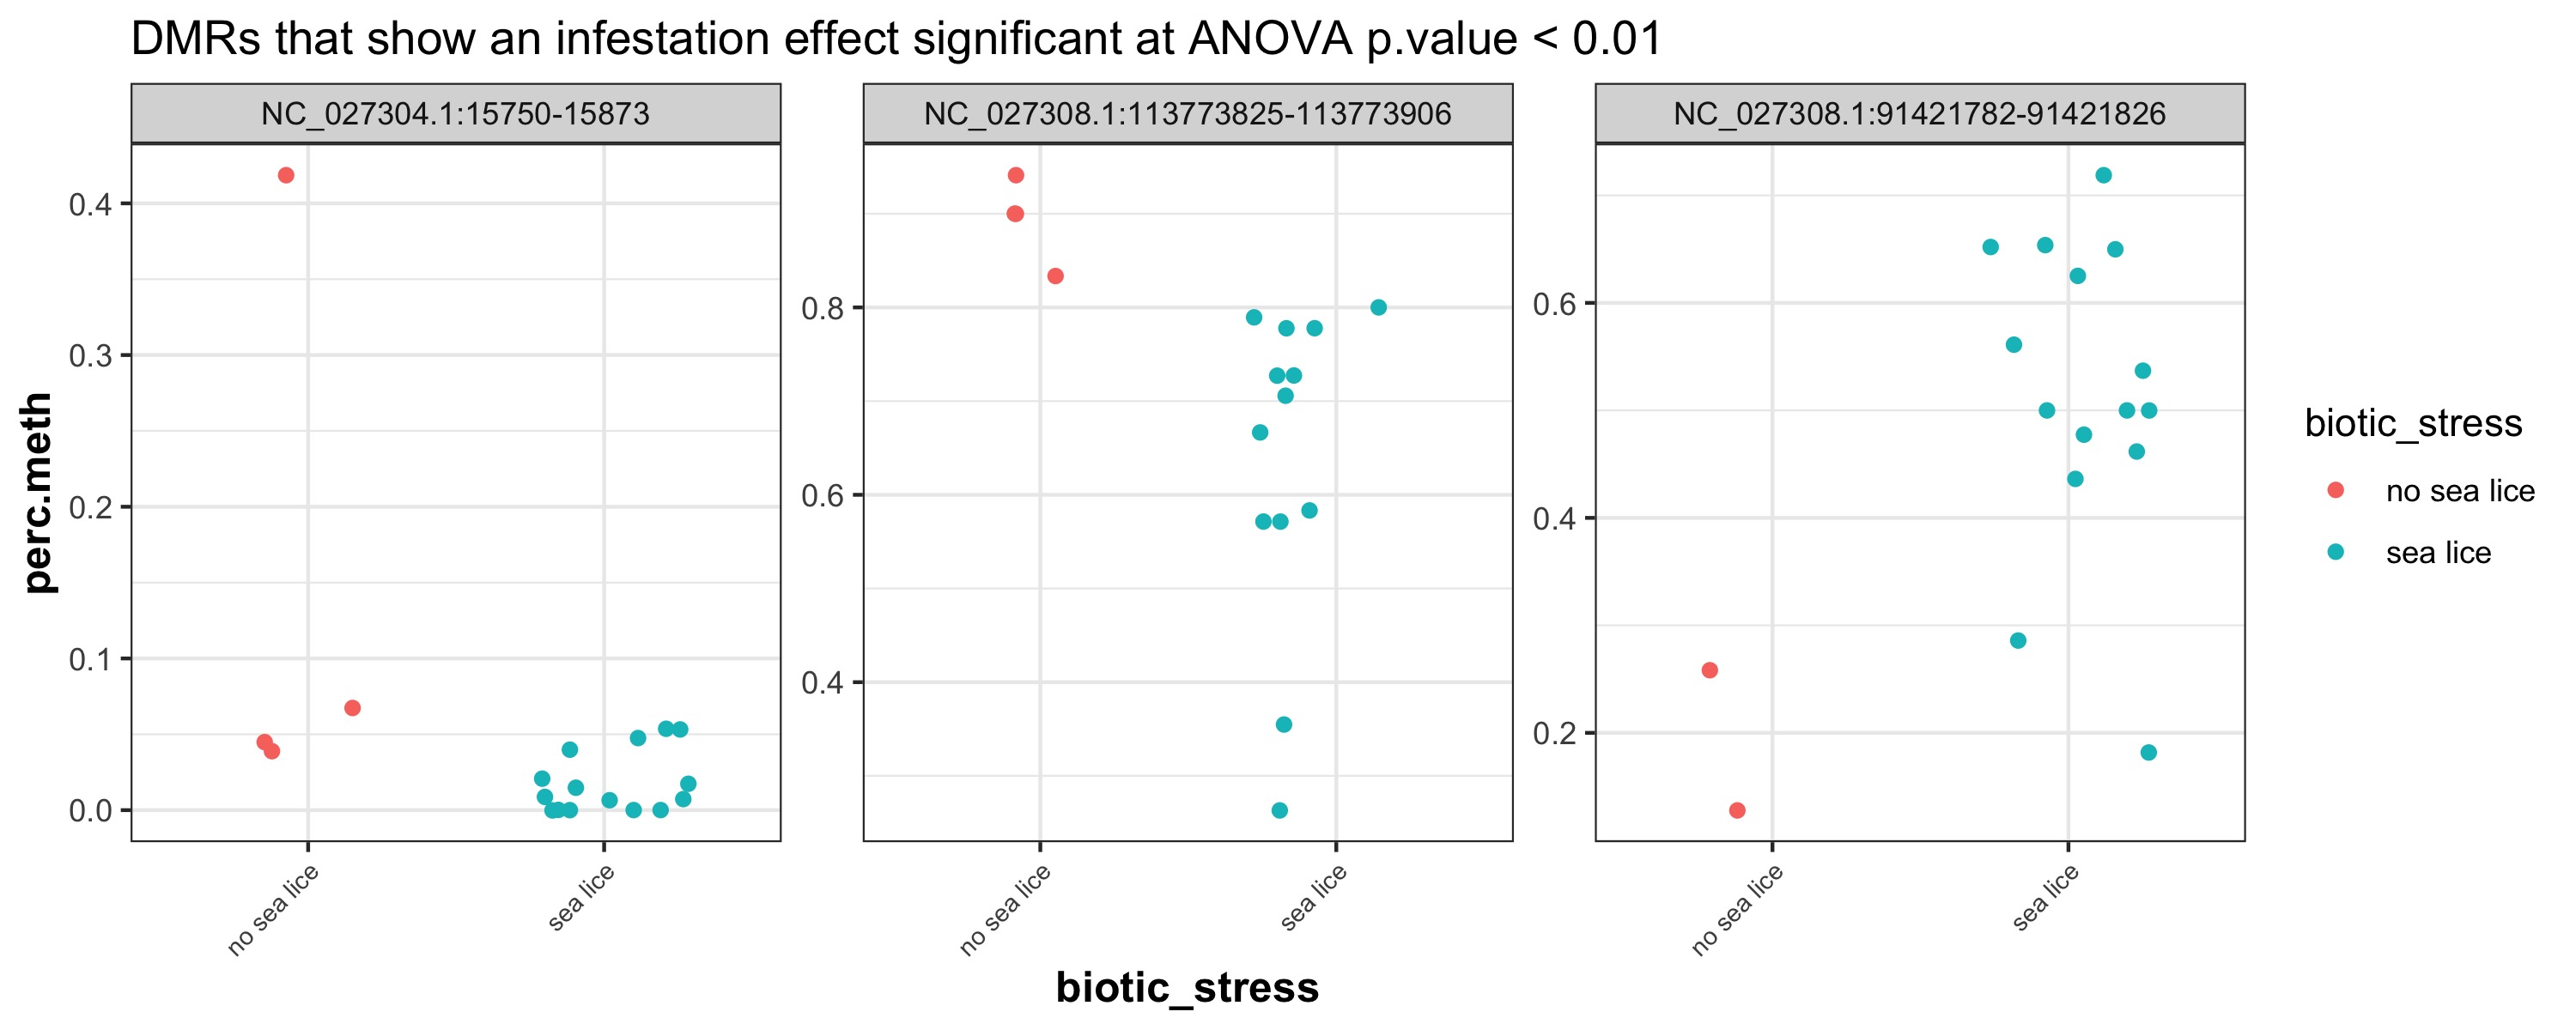 DMRs that show an infestation effect significant at ANOVA p.value < 0.01
NC_027304.1:15750-15873
NC_027308.1:113773825-113773906
NC_027308.1:91421782-91421826
perc.meth
0.4
0.3
0.2
0.1
0.0
0.8
0.6
0.4
0.6
0.4
0.2
no sea lice
sea lice
no sea lice
sea lice
no sea lice
sea lice
biotic_stress
biotic_stress
no sea lice
sea lice